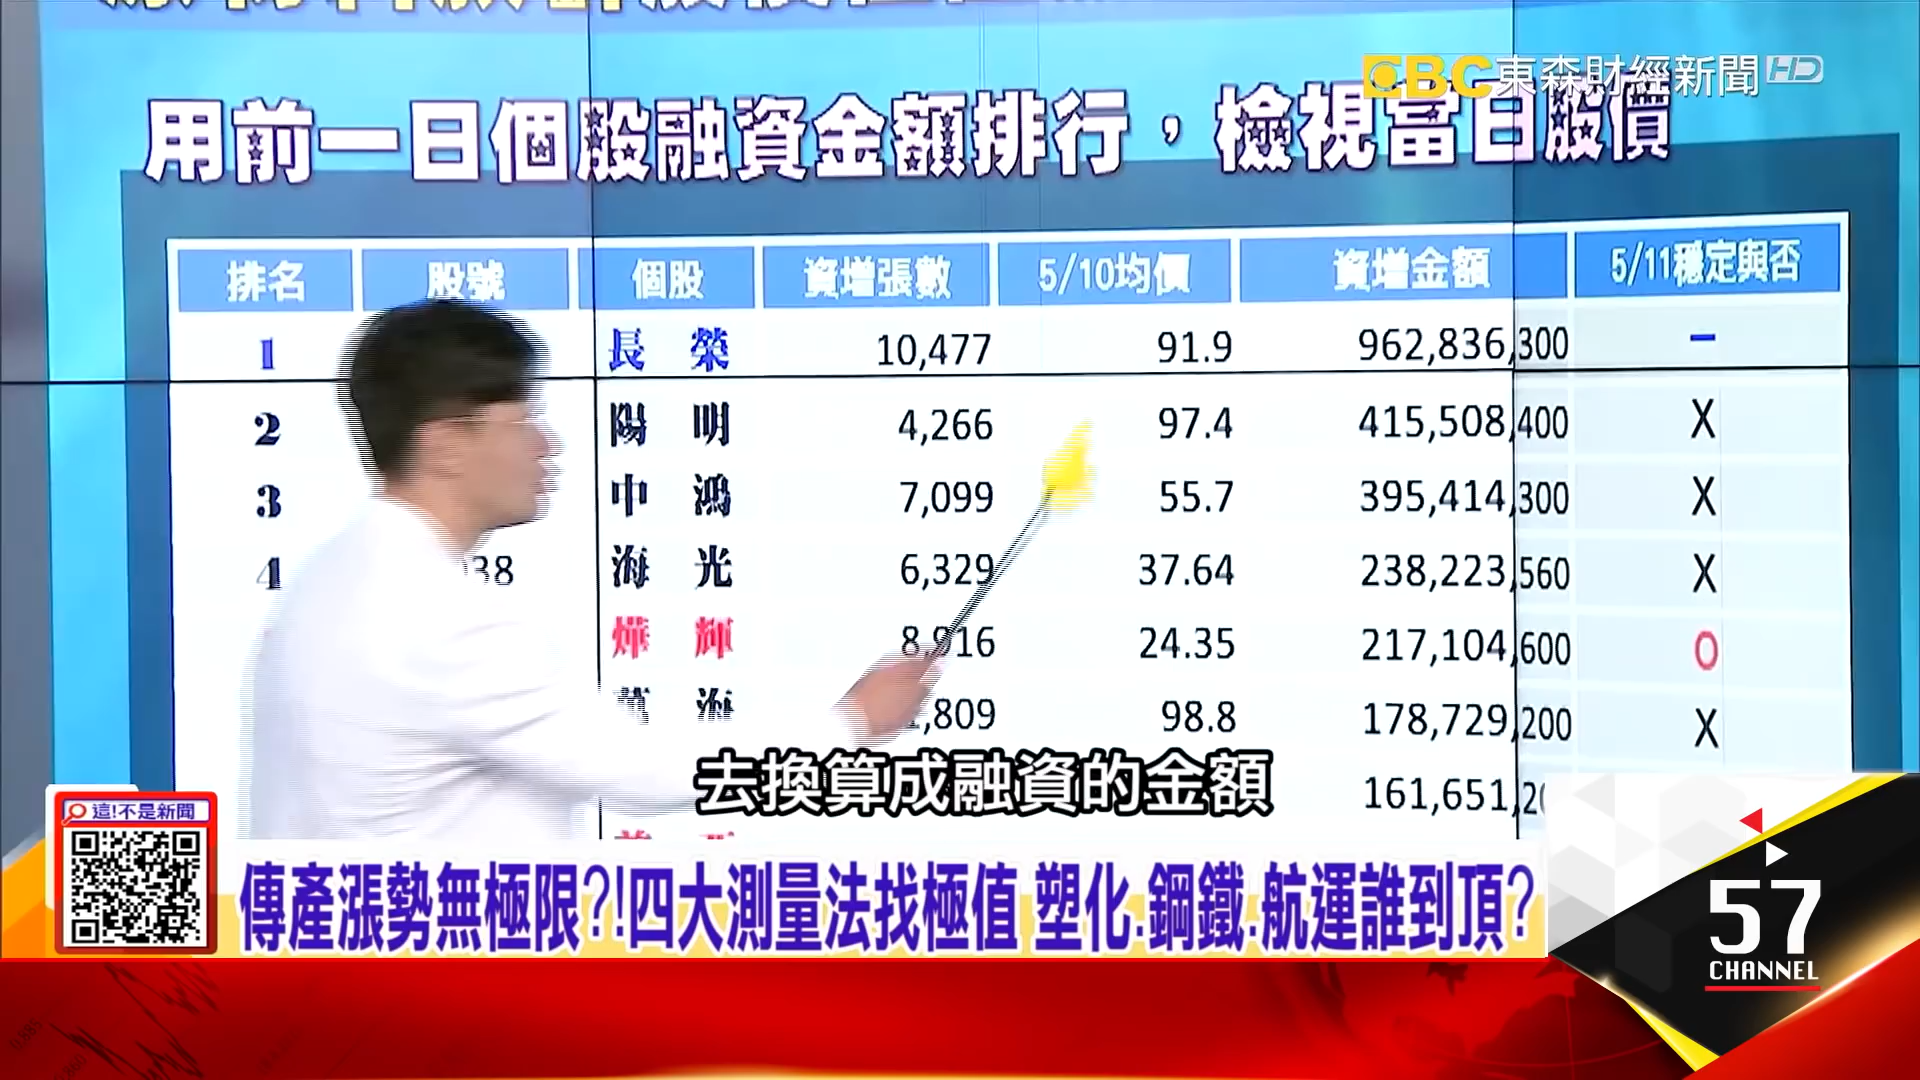 EBC東森財經新聞HD
用前一日個股融資金額排行，檢視當日股價
排名 股號 個股 資增張數 5/10均價 資增金額 5/11穩定與否
1 長榮 10,477 91.9 962,836,300 –
2 陽明 4,266 97.4 415,508,400 X
3 中鴻 7,099 55.7 395,414,300 X
4 38 海光 6,329 37.64 238,223,560 X
燁輝 8,916 24.35 217,104,600 O
海 ,809 98.8 178,729,200 X
161,651,2
去換算成融資的金額
這!不是新聞
傳產漲勢無極限?!四大測量法找極值 塑化.鋼鐵.航運誰到頂?
57
CHANNEL